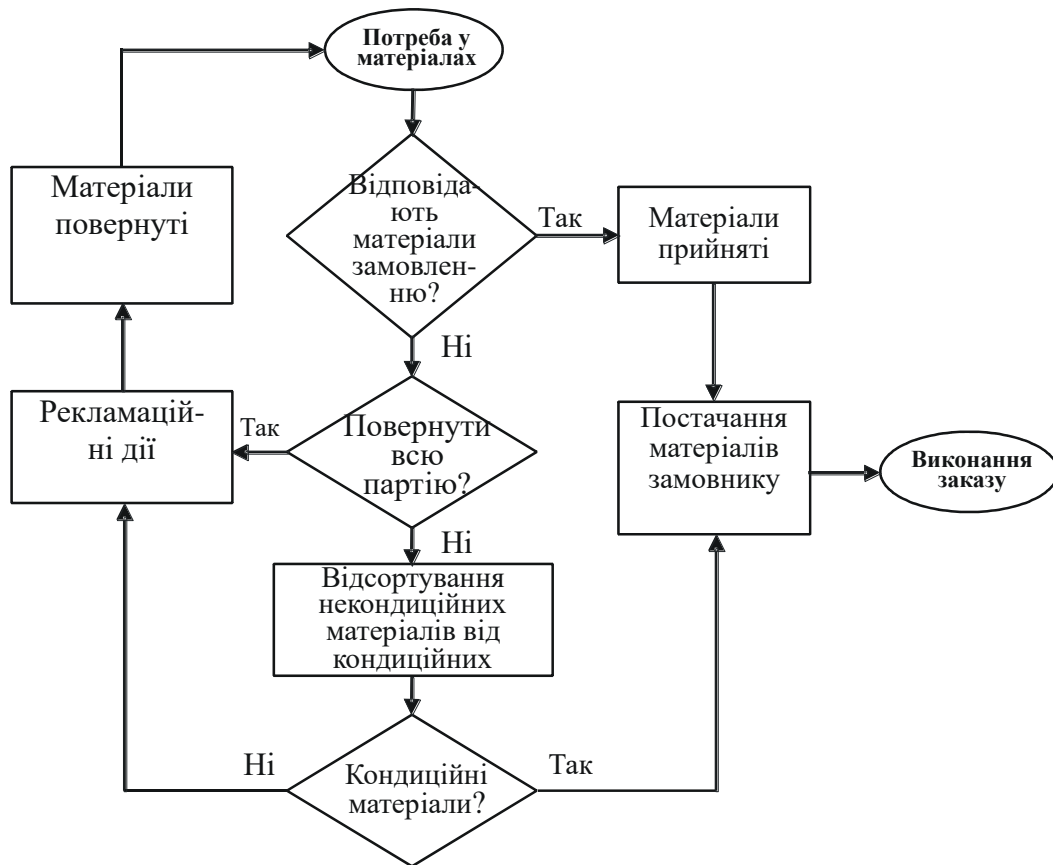 Потреба у
матеріалах
Матеріали
повернуті
Відповіда-
ють
матеріали
замовлен-
ню?
Так
Матеріали
прийняті
Ні
Рекламацій-
ні дії
Так
Повернути
всю
партію?
Постачання
матеріалів
замовнику
Виконання
заказу
Ні
Відсортування
некондиційних
матеріалів від
кондиційних
Ні
Кондиційні
матеріали?
Так